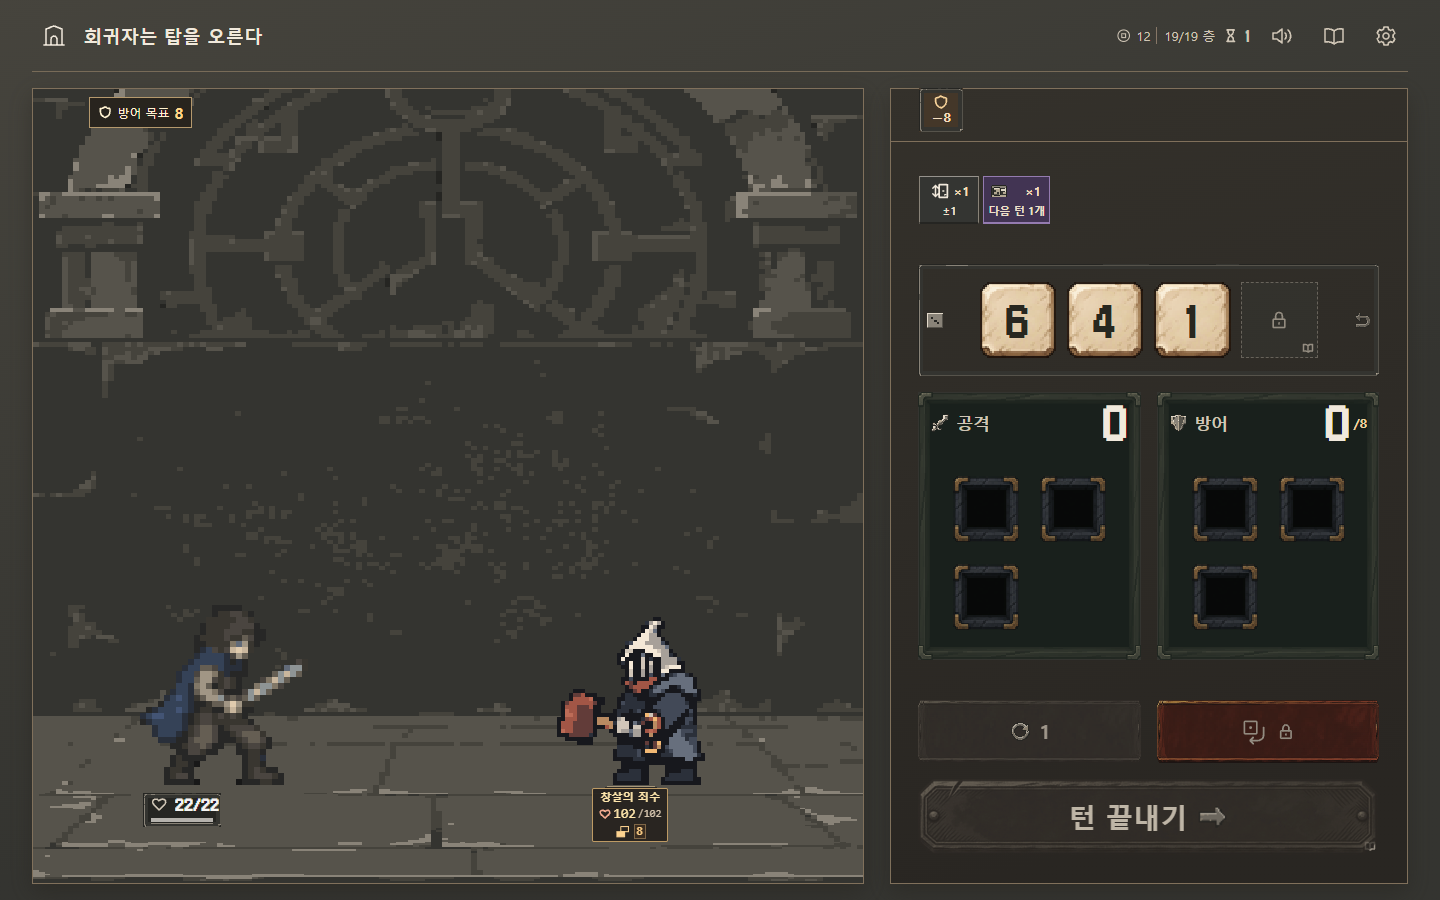 회귀자는 탑을 오른다
12
19/19 층
1
방어 목표 8
−8
×1
±1
×1
다음 턴 1개
6 4 1
공격 0
방어 0/8
22/22
창살의 죄수
102/102
8
1
턴 끝내기